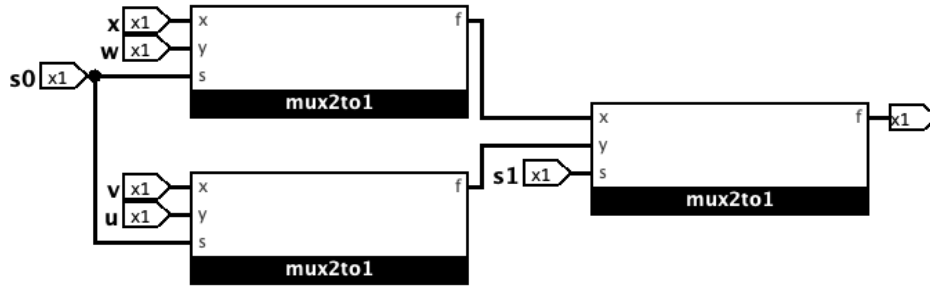 x x1 x f
w x1 y
s0 x1 s
mux2to1
x f x1
y
v x1 x f
s1 x1 s
u x1 y
mux2to1
s
mux2to1